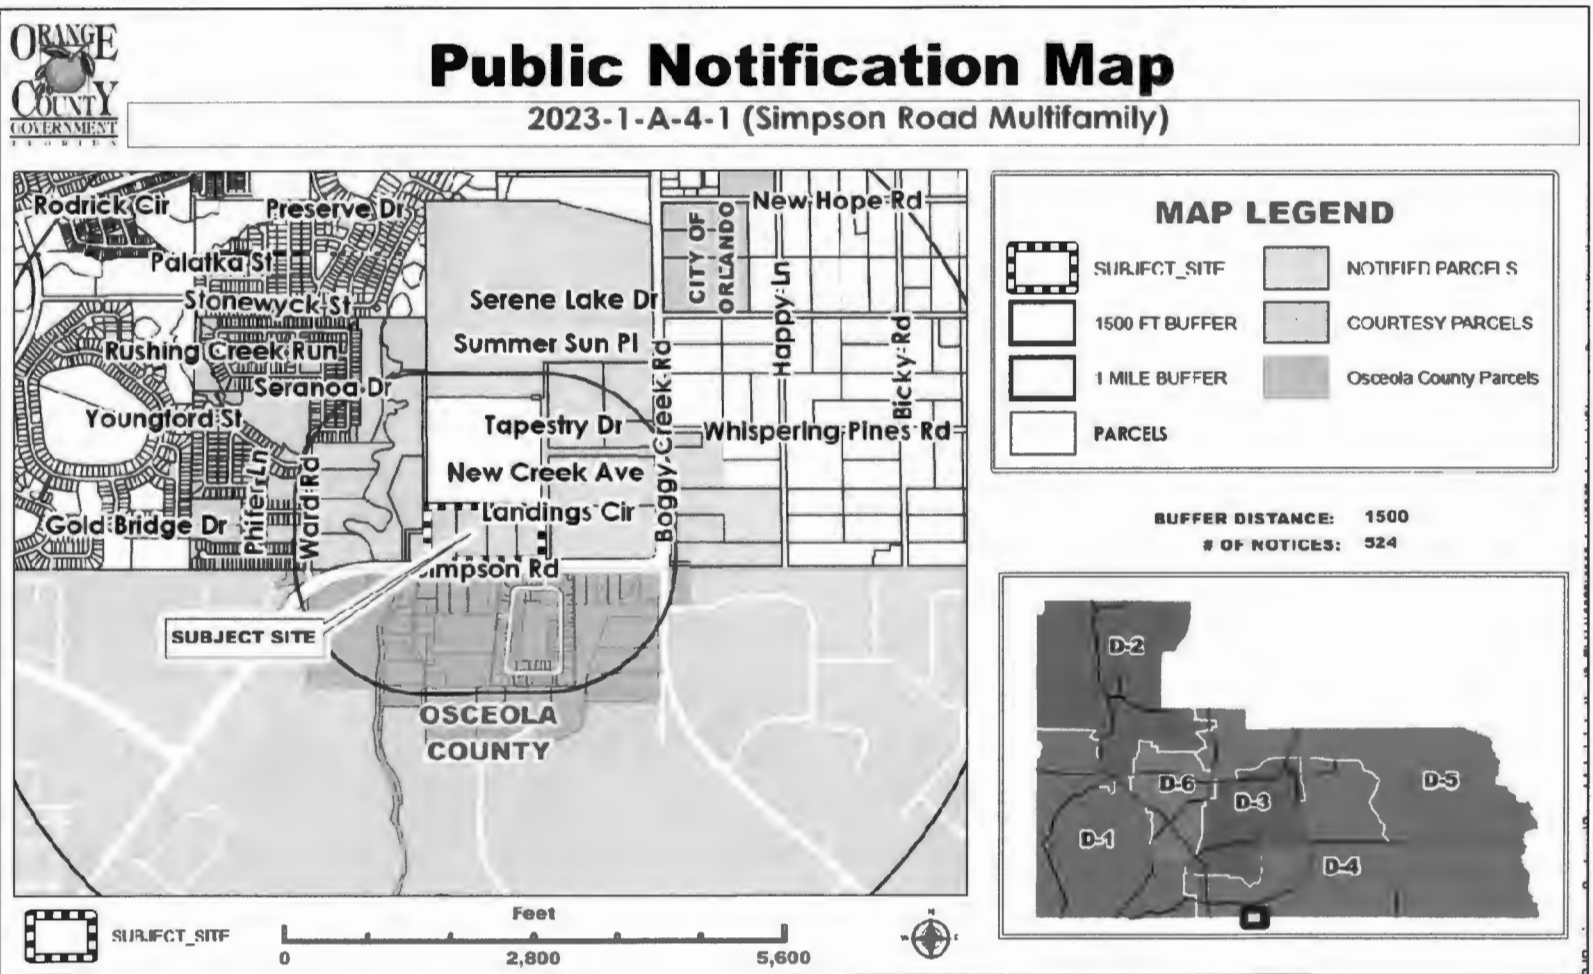 ORANGE
COUNTY
GOVERNMENT
FLORIDA
Public Notification Map
2023-1-A-4-1 (Simpson Road Multifamily)
Rodrick Cir
Preserve Dr
New Hope Rd
Palatka St
CITY OF
ORLANDO
Stonewyck St
Serene Lake Dr
Happy Ln
Rushing Creek Run
Summer Sun Pl
Bicky Rd
Seranoa Dr
Boggy Creek Rd
Youngford St
Tapestry Dr
Whispering Pines Rd
Phifer Ln
Ward Rd
New Creek Ave
Gold Bridge Dr
Landings Cir
Simpson Rd
SUBJECT SITE
OSCEOLA
COUNTY
MAP LEGEND
SUBJECT_SITE
NOTIFIED PARCELS
1500 FT BUFFER
COURTESY PARCELS
1 MILE BUFFER
Osceola County Parcels
PARCELS
BUFFER DISTANCE: 1500
# OF NOTICES: 524
D-2
D-6
D-5
D-3
D-1
D-4
SUBJECT_SITE
Feet
0 2,800 5,600